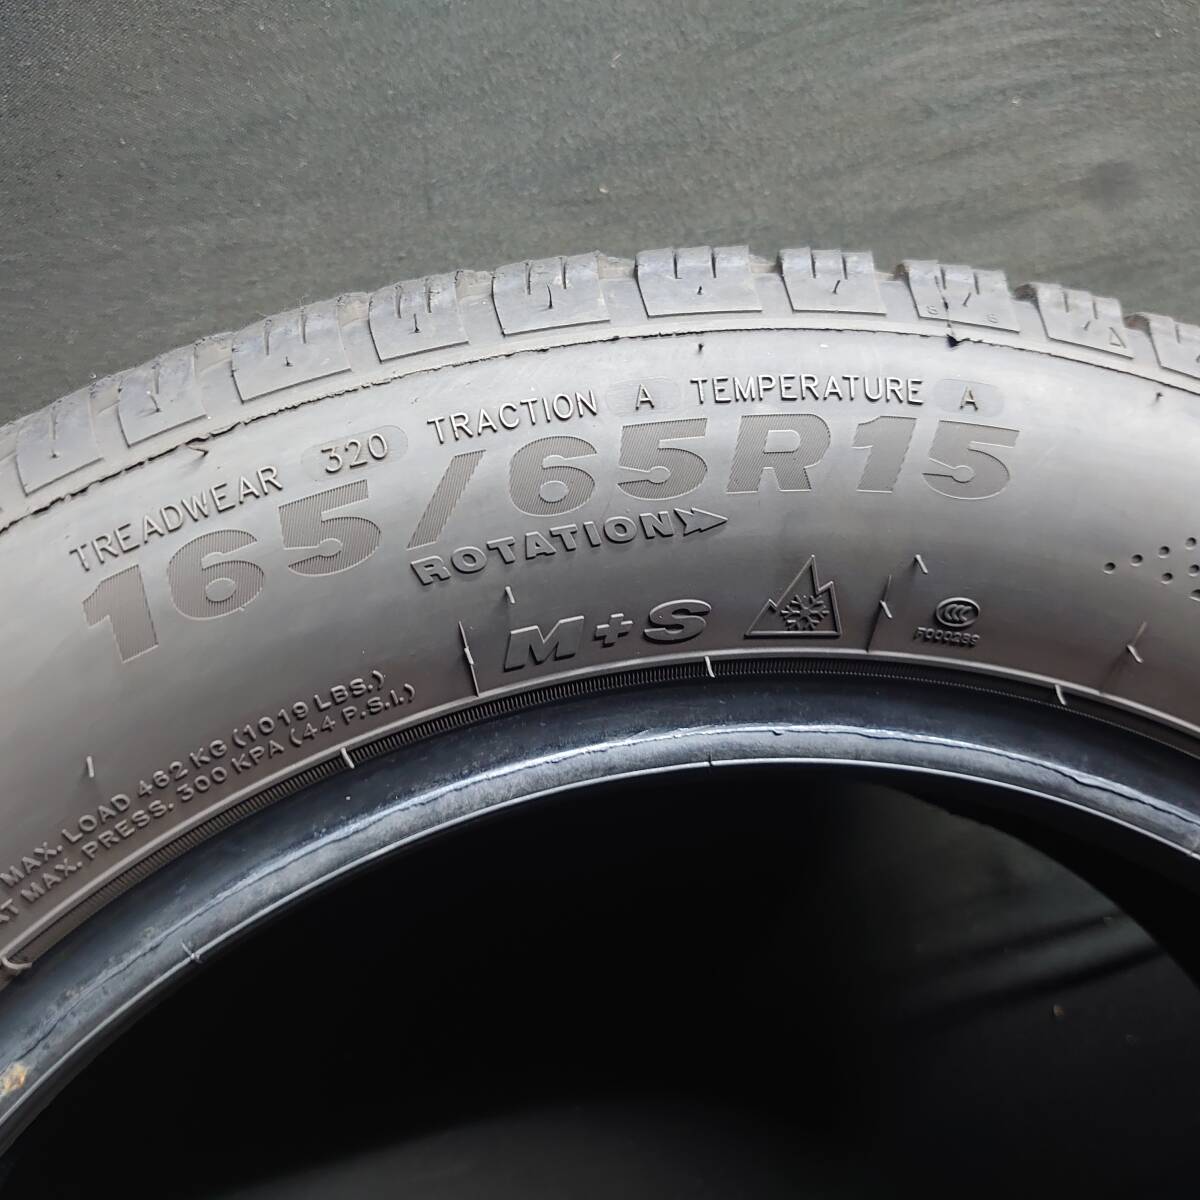 TREADWEAR 320 TRACTION A TEMPERATURE A
165/65R15
ROTATION
M+S
CCC
MAX. LOAD 462 KG (1019 LBS.)
AT MAX. PRESS. 300 KPA (44 P.S.I.)